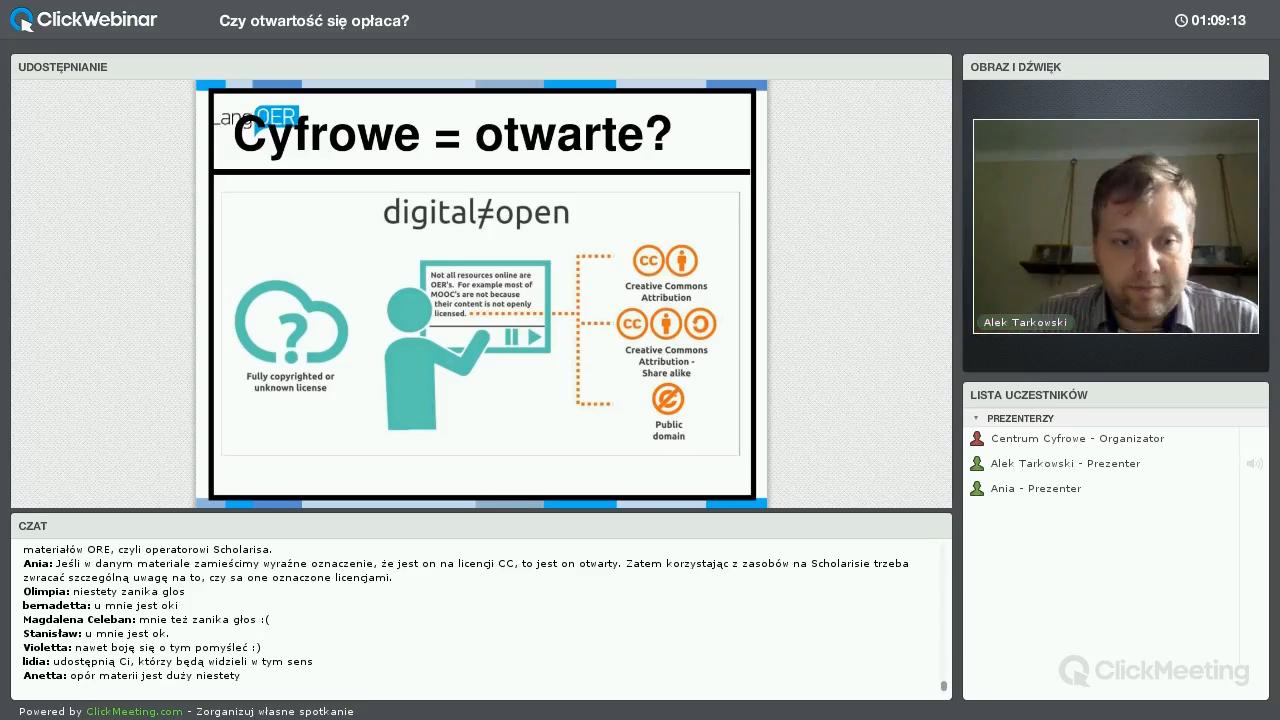 ClickWebinar
Czy otwartość się opłaca?
01:09:13
UDOSTĘPNIANIE
LangOER
Cyfrowe = otwarte?
digital≠open
Not all resources online are
OER's. For example most of
MOOC's are not because
their content is not openly
licensed.
Fully copyrighted or
unknown license
cc
Creative Commons
Attribution
cc
Creative Commons
Attribution -
Share alike
Public
domain
OBRAZ I DŹWIĘK
Alek Tarkowski
LISTA UCZESTNIKÓW
PREZENTERZY
Centrum Cyfrowe - Organizator
Alek Tarkowski - Prezenter
Ania - Prezenter
CZAT
materiałów ORE, czyli operatorowi Scholarisa.
Ania: Jeśli w danym materiale zamieścimy wyraźne oznaczenie, że jest on na licencji CC, to jest on otwarty. Zatem korzystając z zasobów na Scholarisie trzeba
zwracać szczególną uwagę na to, czy sa one oznaczone licencjami.
Olimpia: niestety zanika glos
bernadetta: u mnie jest oki
Magdalena Celeban: mnie też zanika głos :(
Stanisław: u mnie jest ok.
Violetta: nawet boję się o tym pomyśleć :)
lidia: udostępnią Ci, którzy będą widzieli w tym sens
Anetta: opór materii jest duży niestety
ClickMeeting
Powered by ClickMeeting.com - Zorganizuj własne spotkanie